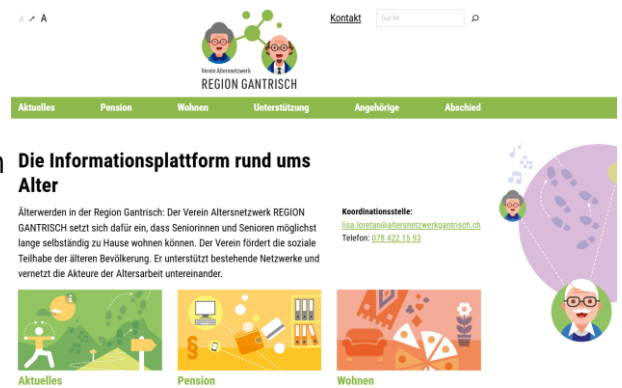 A ↗ A
Kontakt
Suche
Verein Altersnetzwerk
REGION GANTRISCH
Aktuelles Pension Wohnen Unterstützung Angehörige Abschied
n
Die Informationsplattform rund ums
Alter
Älterwerden in der Region Gantrisch: Der Verein Altersnetzwerk REGION
GANTRISCH setzt sich dafür ein, dass Seniorinnen und Senioren möglichst
lange selbständig zu Hause wohnen können. Der Verein fördert die soziale
Teilhabe der älteren Bevölkerung. Er unterstützt bestehende Netzwerke und
vernetzt die Akteure der Altersarbeit untereinander.
Koordinationsstelle:
lisa.loretan@altersnetzwerkgantrisch.ch
Telefon: 078 422 15 93
i
§
Aktuelles
Pension
Wohnen